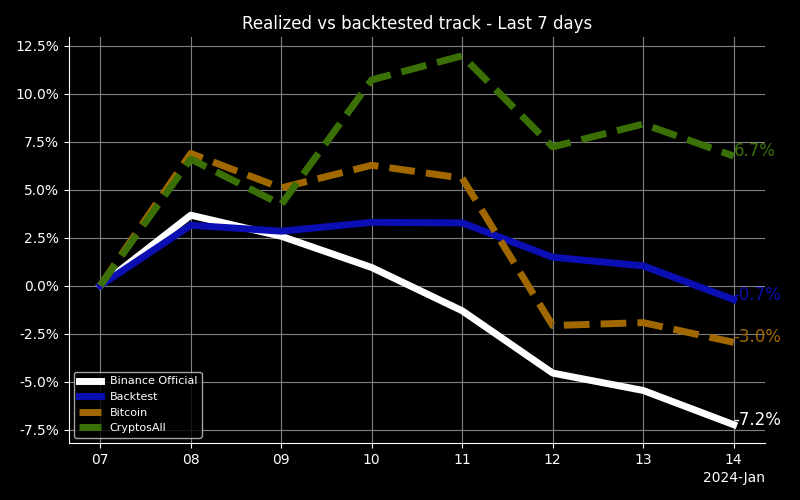 Realized vs backtested track - Last 7 days
12.5%
10.0%
7.5%
5.0%
2.5%
0.0%
-2.5%
-5.0%
-7.5%
6.7%
-0.7%
-3.0%
-7.2%
Binance Official
Backtest
Bitcoin
CryptosAll
07 08 09 10 11 12 13 14
2024-Jan